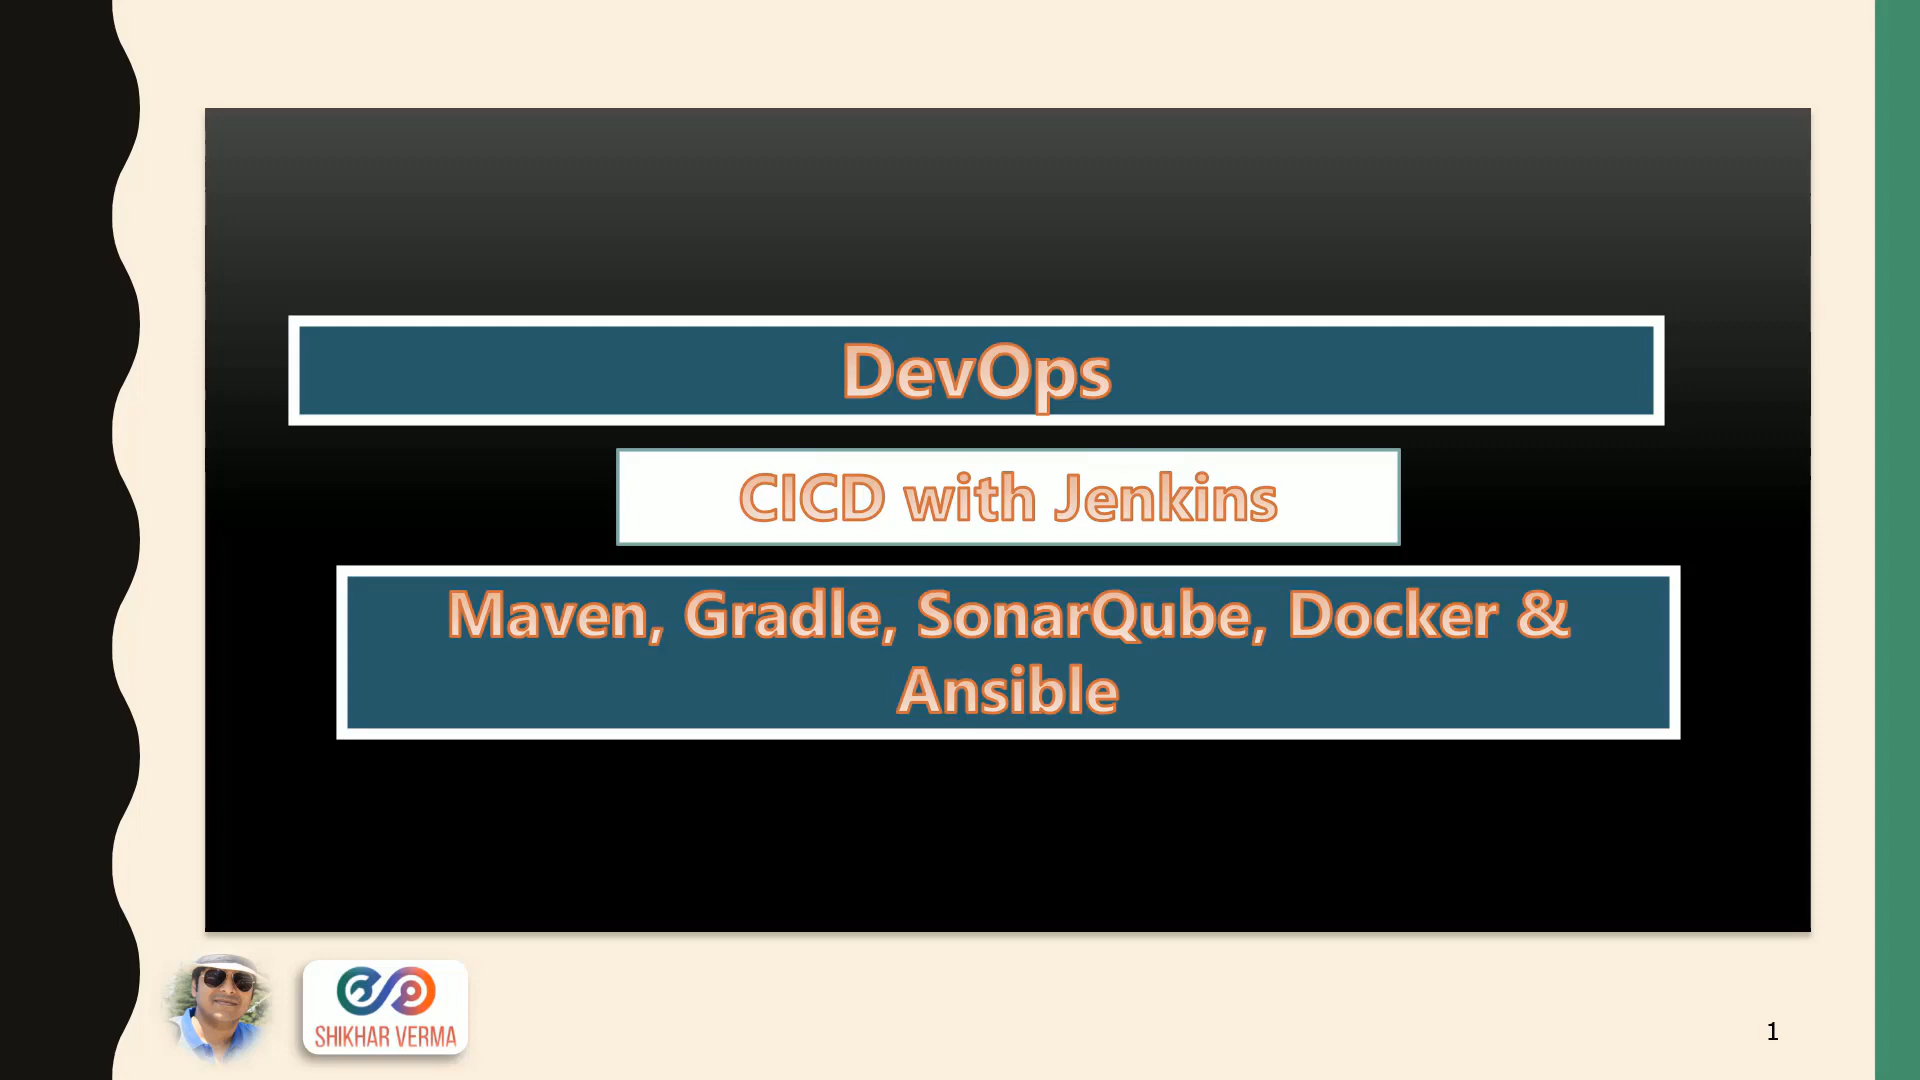 DevOps
CICD with Jenkins
Maven, Gradle, SonarQube, Docker &
Ansible
SHIKHAR VERMA
1